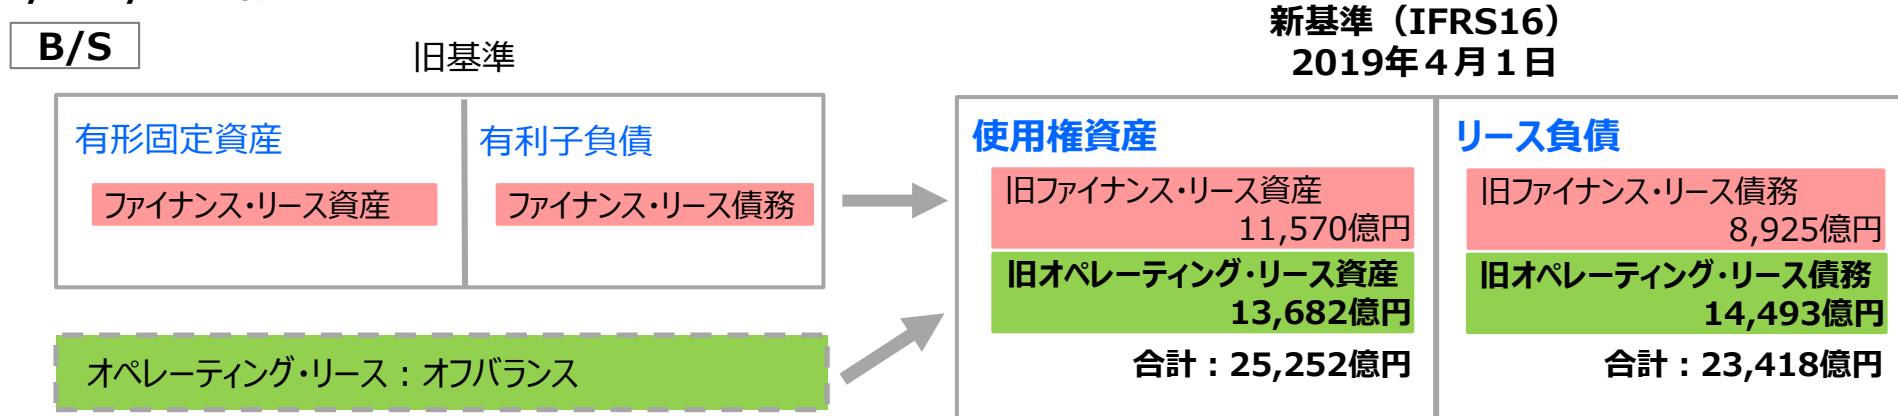 B/S
旧基準
有形固定資産
ファイナンス・リース資産
有利子負債
ファイナンス・リース債務
オペレーティング・リース：オフバランス
新基準（IFRS16）
2019年４月１日
使用権資産
旧ファイナンス・リース資産
11,570億円
旧オペレーティング・リース資産
13,682億円
合計：25,252億円
リース負債
旧ファイナンス・リース債務
8,925億円
旧オペレーティング・リース債務
14,493億円
合計：23,418億円